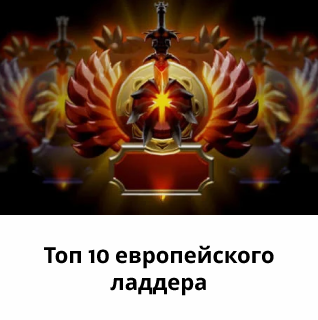 Топ 10 европейского
ладдера